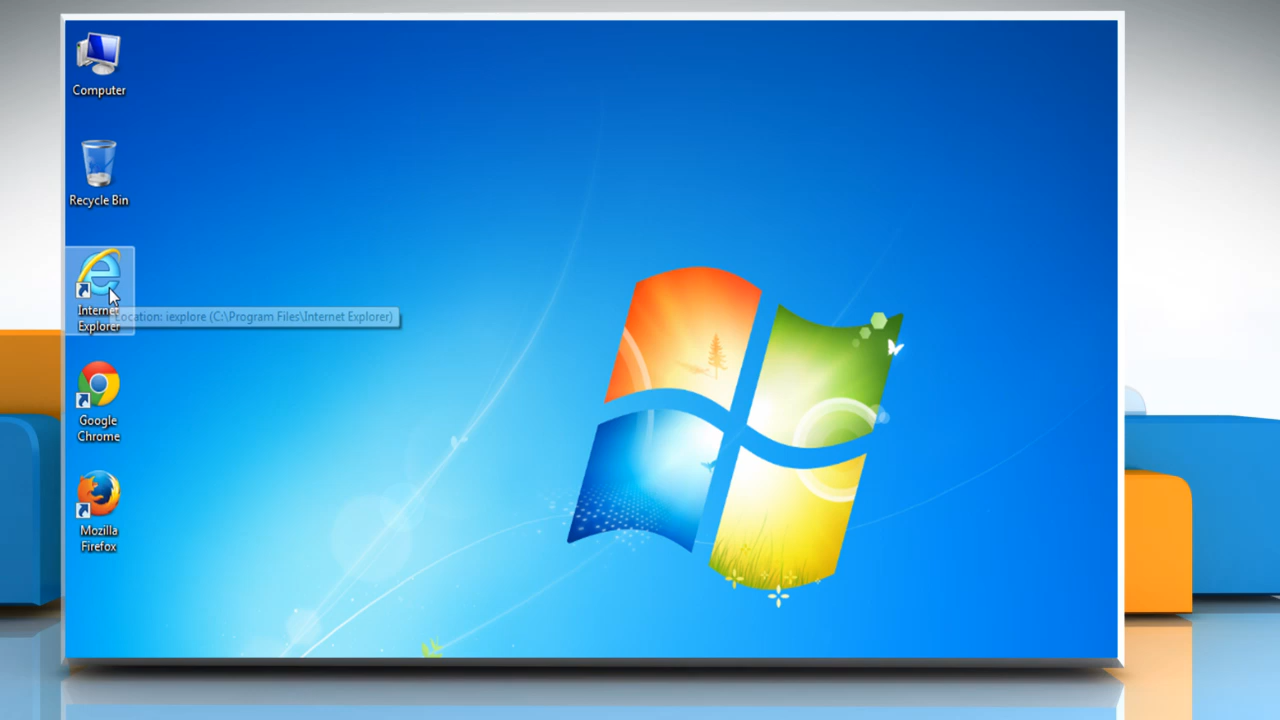 Computer
Recycle Bin
Internet
Explorer
Location: iexplore (C:\Program Files\Internet Explorer)
Google
Chrome
Mozilla
Firefox